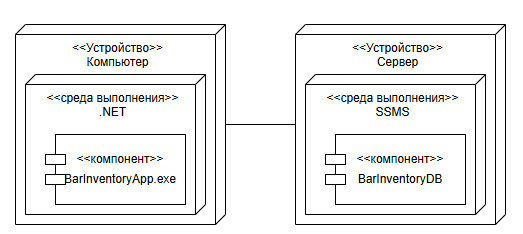 <<Устройство>>
Компьютер
<<среда выполнения>>
.NET
<<компонент>>
BarInventoryApp.exe
<<Устройство>>
Сервер
<<среда выполнения>>
SSMS
<<компонент>>
BarInventoryDB